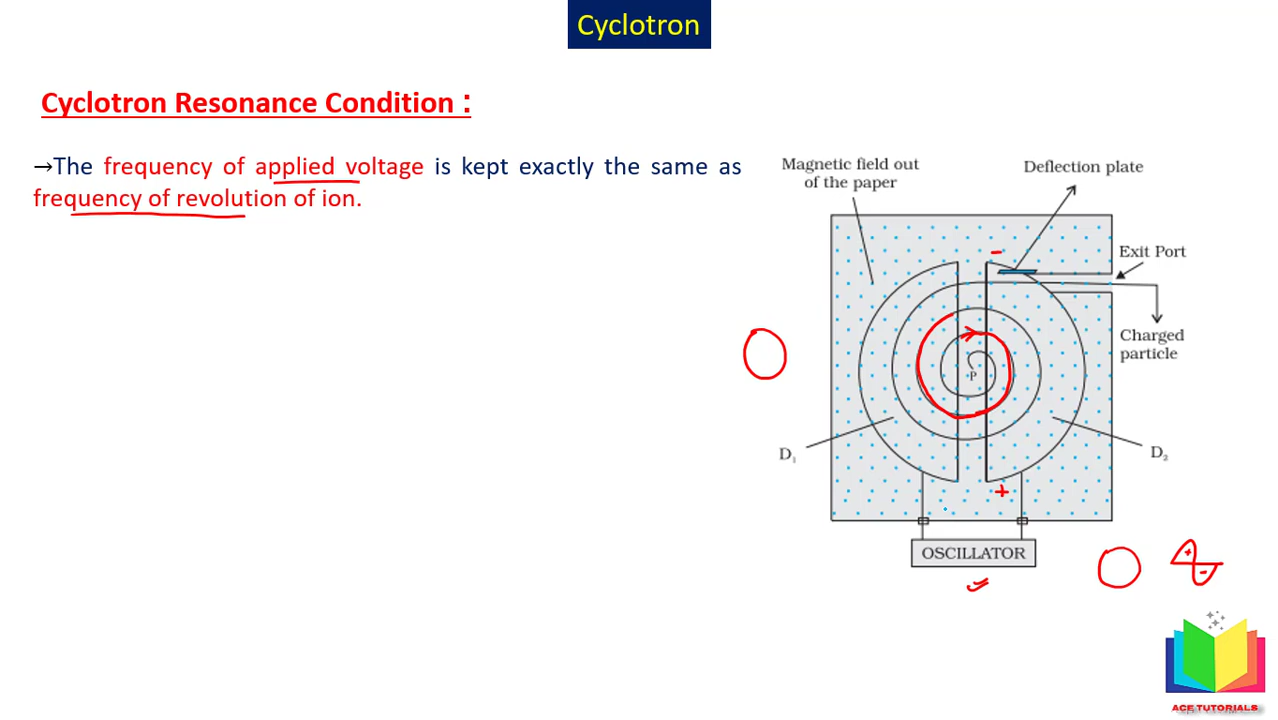 Cyclotron
Cyclotron Resonance Condition :
→The frequency of applied voltage is kept exactly the same as
frequency of revolution of ion.
Magnetic field out
of the paper
Deflection plate
Exit Port
Charged
particle
-
P
D₁
D₂
+
OSCILLATOR
+
-
ACE TUTORIALS